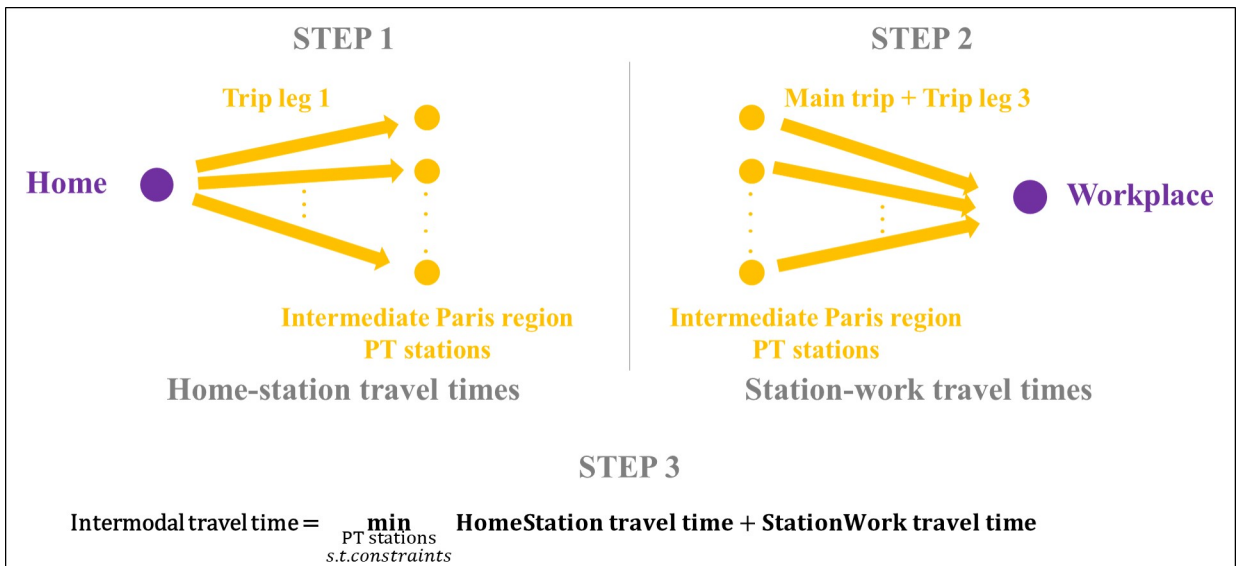 STEP 1
Trip leg 1
Home
Intermediate Paris region
PT stations
Home-station travel times
STEP 2
Main trip + Trip leg 3
Workplace
Intermediate Paris region
PT stations
Station-work travel times
STEP 3
Intermodal travel time = min HomeStation travel time + StationWork travel time
PT stations
s.t.constraints